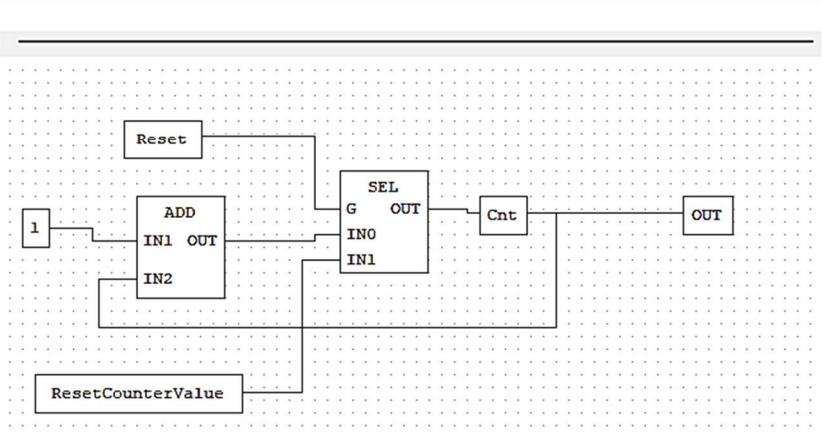 Reset
SEL
G OUT
IN0
IN1
ADD
IN1 OUT
IN2
1
Cnt
OUT
ResetCounterValue